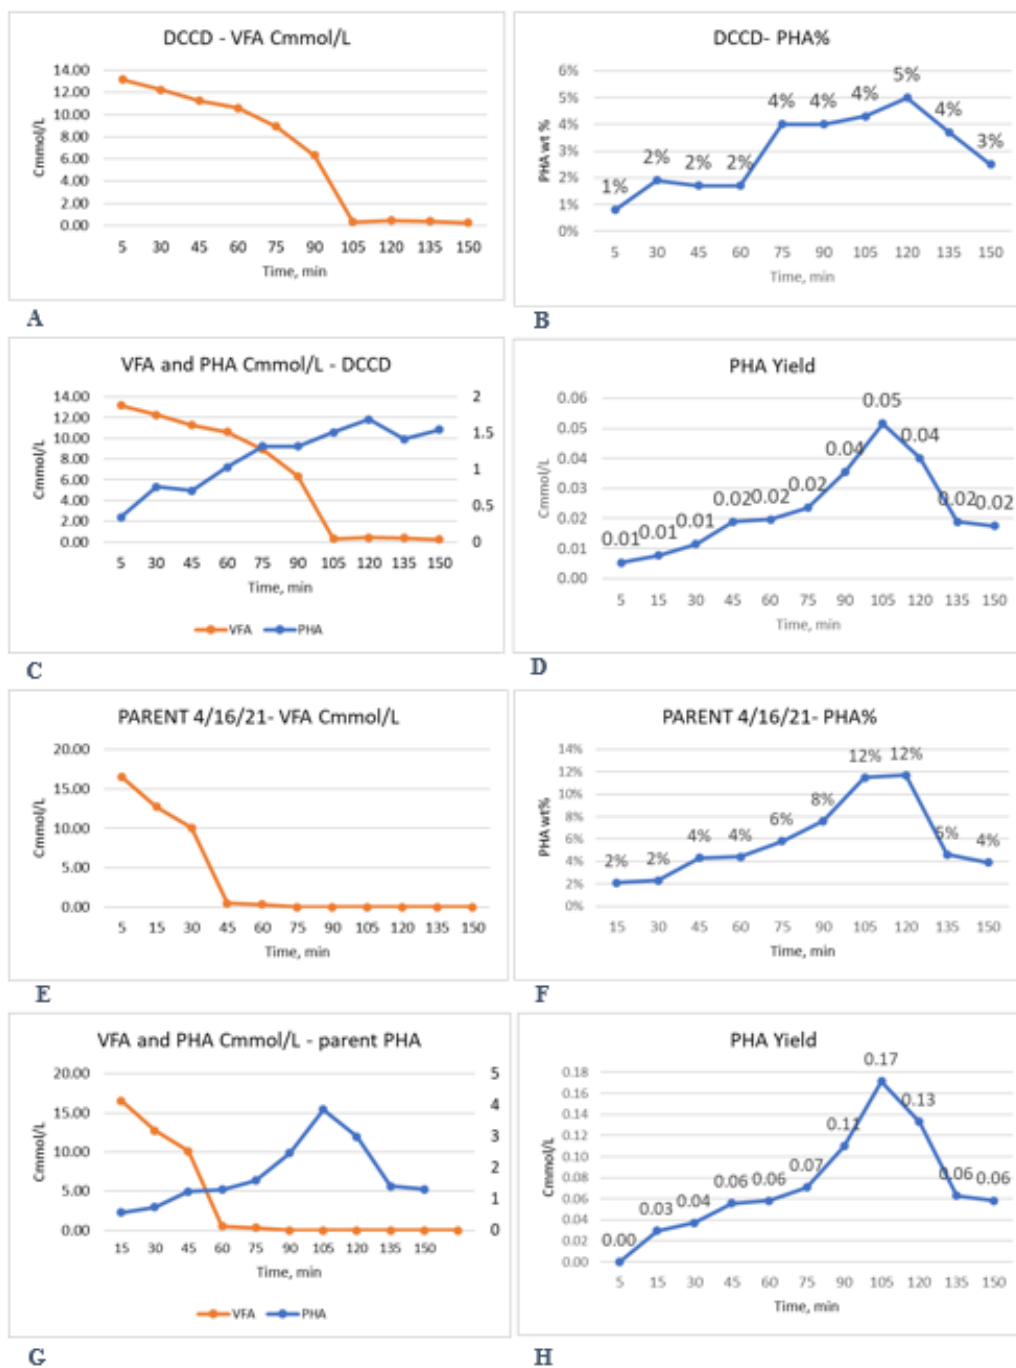 DCCD - VFA Cmmol/L
Cmmol/L
14.00
12.00
10.00
8.00
6.00
4.00
2.00
0.00
5 30 45 60 75 90 105 120 135 150
Time, min
A
DCCD- PHA%
PHA wt %
6%
5%
4%
3%
2%
1%
0%
1% 2% 2% 2% 4% 4% 4% 5% 4% 3%
5 30 45 60 75 90 105 120 135 150
Time, min
B
VFA and PHA Cmmol/L - DCCD
Cmmol/L
14.00
12.00
10.00
8.00
6.00
4.00
2.00
0.00
2
1.5
1
0.5
0
5 30 45 60 75 90 105 120 135 150
Time, min
VFA PHA
C
PHA Yield
Cmmol/L
0.06
0.05
0.04
0.03
0.02
0.01
0.00
0.01 0.01 0.01 0.02 0.02 0.02 0.04 0.05 0.04 0.02 0.02
5 15 30 45 60 75 90 105 120 135 150
Time, min
D
PARENT 4/16/21- VFA Cmmol/L
Cmmol/L
20.00
15.00
10.00
5.00
0.00
5 15 30 45 60 75 90 105 120 135 150
Time, min
E
PARENT 4/16/21- PHA%
PHA wt%
14%
12%
10%
8%
6%
4%
2%
0%
2% 2% 4% 4% 6% 8% 12% 12% 5% 4%
15 30 45 60 75 90 105 120 135 150
Time, min
F
VFA and PHA Cmmol/L - parent PHA
Cmmol/L
20.00
15.00
10.00
5.00
0.00
5
4
3
2
1
0
15 30 45 60 75 90 105 120 135 150
Time, min
VFA PHA
G
PHA Yield
Cmmol/L
0.18
0.16
0.14
0.12
0.10
0.08
0.06
0.04
0.02
0.00
0.00 0.03 0.04 0.06 0.06 0.07 0.11 0.17 0.13 0.06 0.06
5 15 30 45 60 75 90 105 120 135 150
Time, min
H